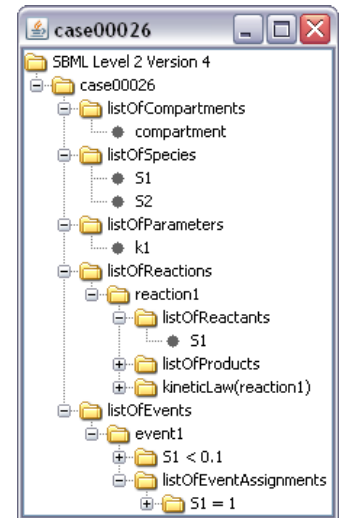 case00026
SBML Level 2 Version 4
case00026
listOfCompartments
compartment
listOfSpecies
S1
S2
listOfParameters
k1
listOfReactions
reaction1
listOfReactants
S1
listOfProducts
kineticLaw(reaction1)
listOfEvents
event1
S1 < 0.1
listOfEventAssignments
S1 = 1